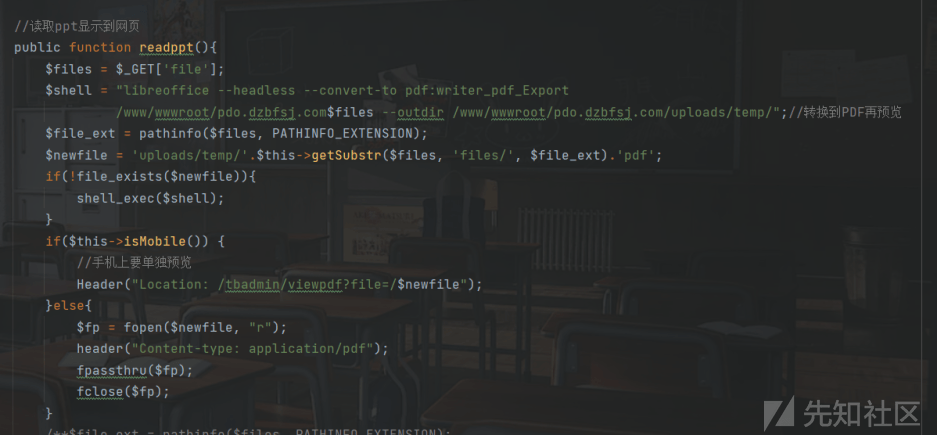 //读取ppt显示到网页
public function readppt(){
$files = $_GET['file'];
$shell = "libreoffice --headless --convert-to pdf:writer_pdf_Export
/www/wwwroot/pdo.dzbfsj.com$files --outdir /www/wwwroot/pdo.dzbfsj.com/uploads/temp/";//转换到PDF再预览
$file_ext = pathinfo($files, PATHINFO_EXTENSION);
$newfile = 'uploads/temp/'.$this->getSubstr($files, 'files/', $file_ext).'pdf';
if(!file_exists($newfile)){
shell_exec($shell);
}
if($this->isMobile()) {
//手机上要单独预览
Header("Location: /tbadmin/viewpdf?file=/$newfile");
}else{
$fp = fopen($newfile, "r");
header("Content-type: application/pdf");
fpassthru($fp);
fclose($fp);
}
/**$file_ext = pathinfo($files, PATHINFO_EXTENSION);
先知社区